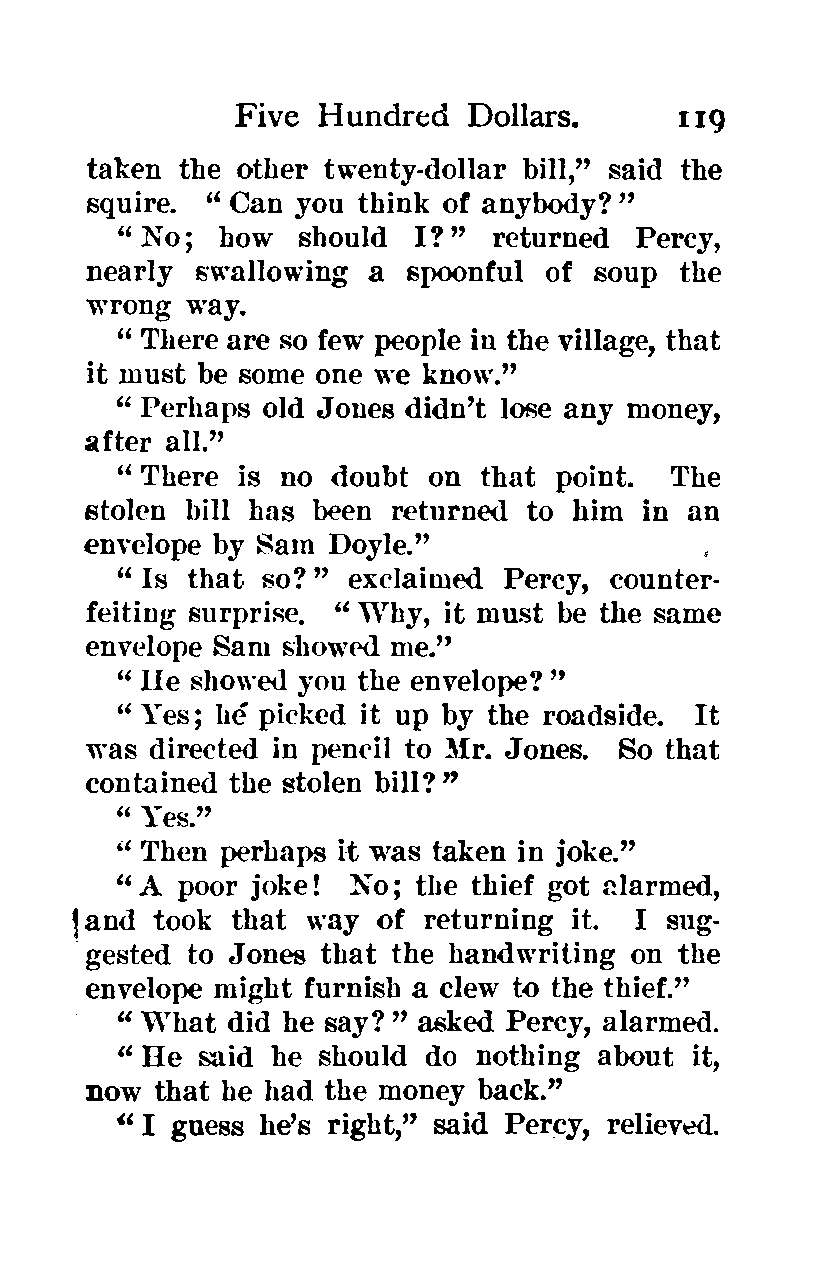 Five Hundred Dollars. 119
taken the other twenty-dollar bill,” said the
squire. “Can you think of anybody?”
“No; how should I?” returned Percy,
nearly swallowing a spoonful of soup the
wrong way.
“There are so few people in the village, that
it must be some one we know.”
“Perhaps old Jones didn’t lose any money,
after all.”
“There is no doubt on that point. The
stolen bill has been returned to him in an
envelope by Sam Doyle.”
“Is that so?” exclaimed Percy, counter-
feiting surprise. “Why, it must be the same
envelope Sam showed me.”
“He showed you the envelope?”
“Yes; he picked it up by the roadside. It
was directed in pencil to Mr. Jones. So that
contained the stolen bill?”
“Yes.”
“Then perhaps it was taken in joke.”
“A poor joke! No; the thief got alarmed,
and took that way of returning it. I sug-
gested to Jones that the handwriting on the
envelope might furnish a clew to the thief.”
“What did he say?” asked Percy, alarmed.
“He said he should do nothing about it,
now that he had the money back.”
“I guess he’s right,” said Percy, relieved.